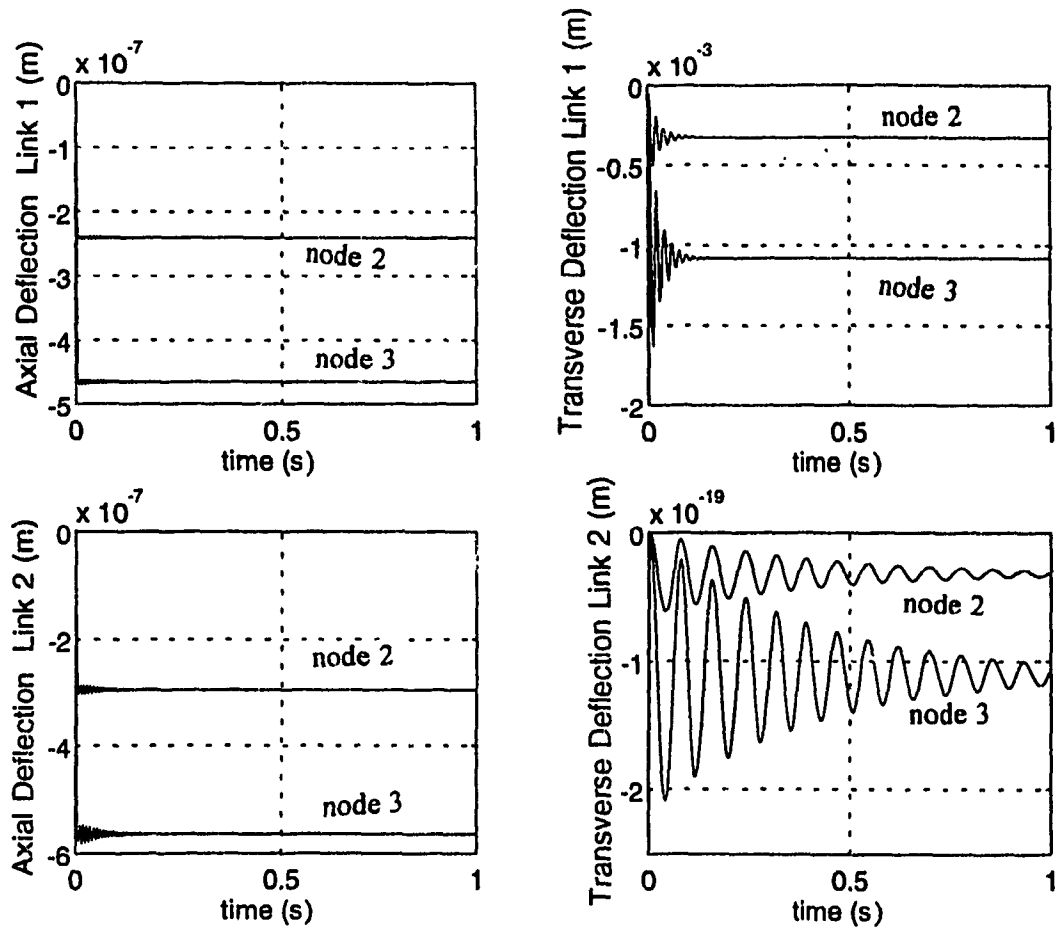 x 10^-7
Axial Deflection Link 1 (m)
0
-1
-2
-3
-4
-5
node 2
node 3
0
0.5
1
time (s)
x 10^-3
Transverse Deflection Link 1 (m)
0
-0.5
-1
-1.5
-2
node 2
node 3
0
0.5
1
time (s)
x 10^-7
Axial Deflection Link 2 (m)
0
-2
-4
-6
node 2
node 3
0
0.5
1
time (s)
x 10^-19
Transverse Deflection Link 2 (m)
0
-1
-2
node 2
node 3
0
0.5
1
time (s)